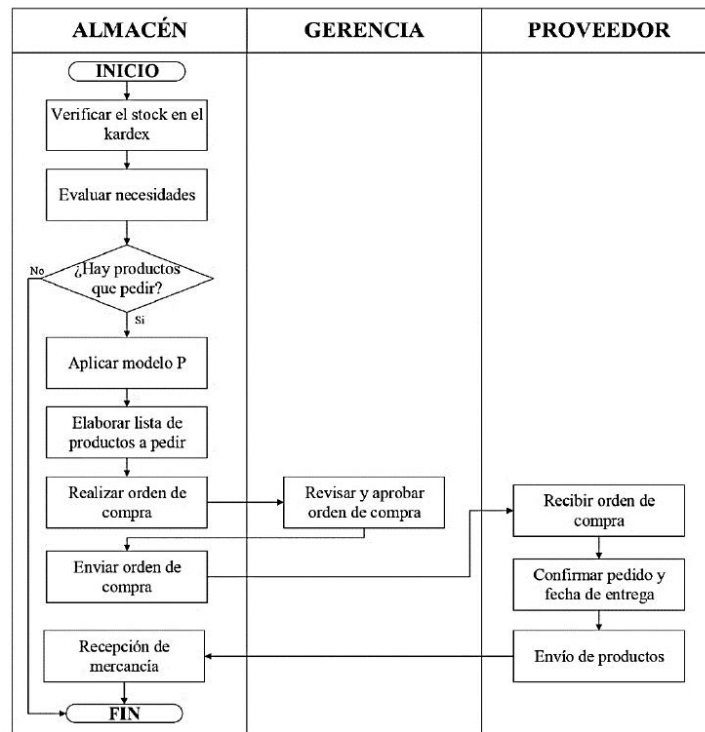 ALMACÉN
GERENCIA
PROVEEDOR
INICIO
Verificar el stock en el
kardex
Evaluar necesidades
No
¿Hay productos
que pedir?
Si
Aplicar modelo P
Elaborar lista de
productos a pedir
Realizar orden de
compra
Revisar y aprobar
orden de compra
Enviar orden de
compra
Recibir orden de
compra
Confirmar pedido y
fecha de entrega
Envío de productos
Recepción de
mercancía
FIN